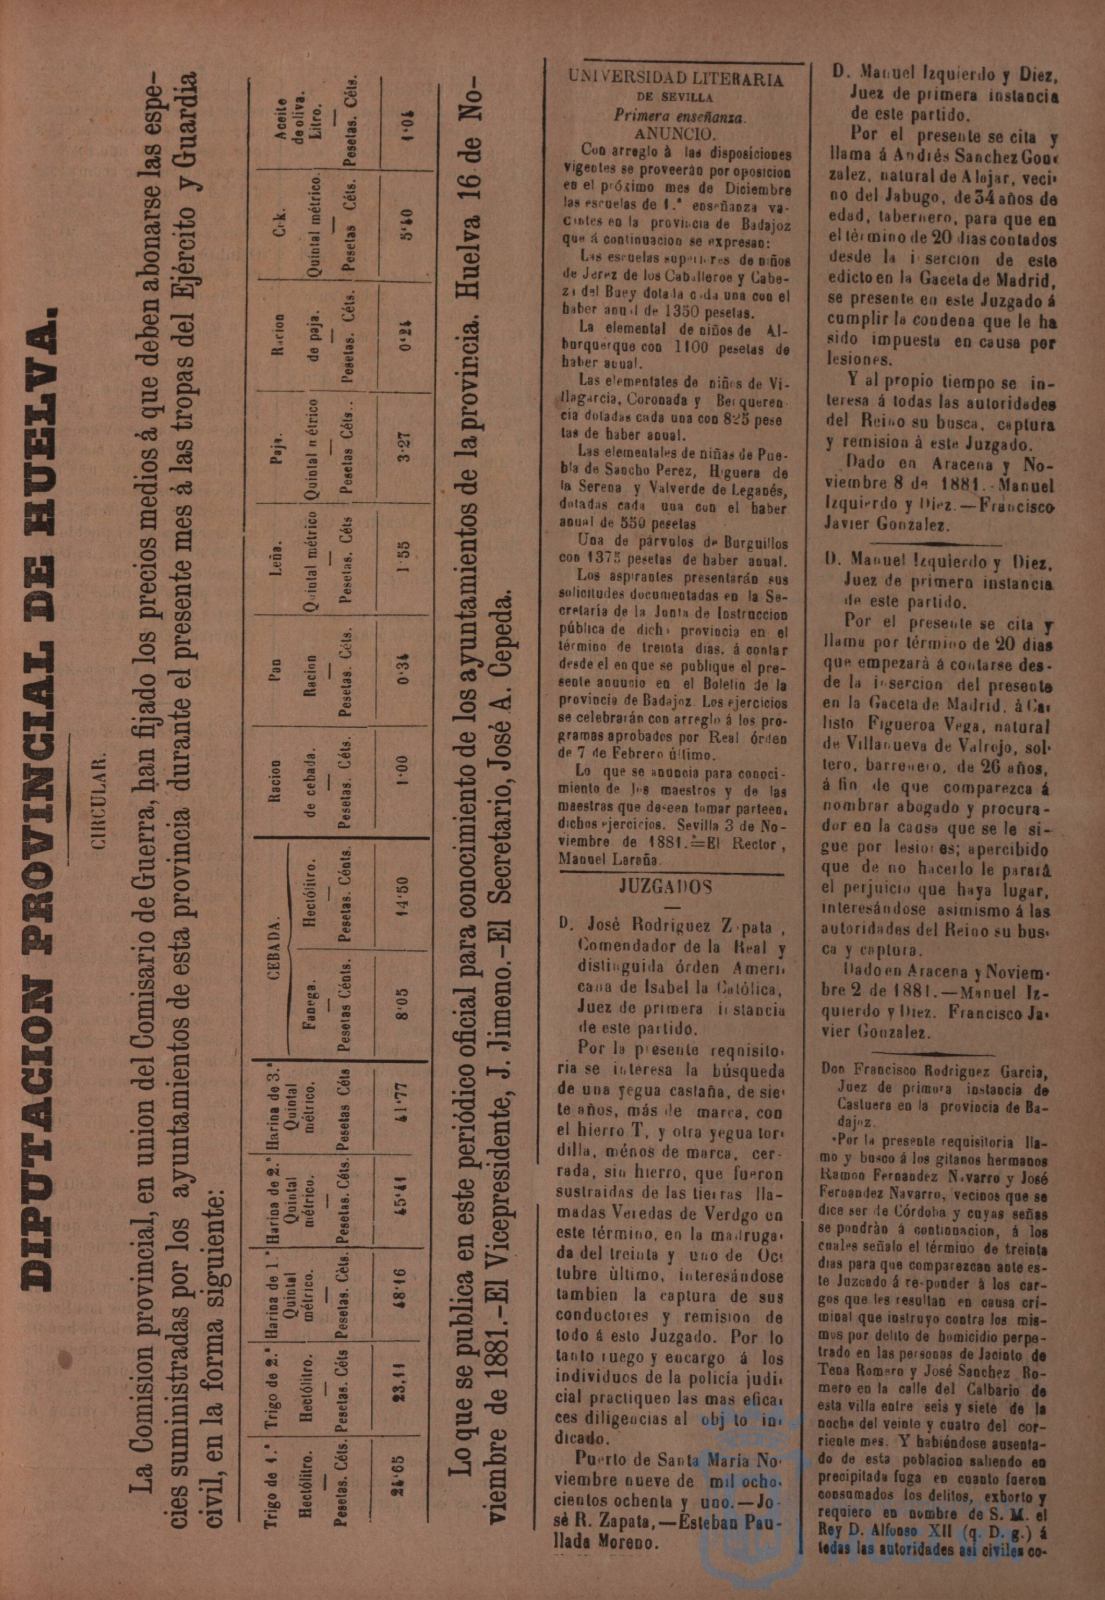 DIPUTACION PROVINCIAL DE HUELVA.
CIRCULAR.
La Comision provincial, en union del Comisario de Guerra, han fijado los precios medios á que deben abonarse las espe-
cies suministradas por los ayuntamientos de esta provincia durante el presente mes á las tropas del Ejército y Guardia
civil, en la forma siguiente:
Trigo de 1.ª Hectólitro. Pesetas. Céts. 24‘65
Trigo de 2.ª Hectólitro. Pesetas. Céts 23,11
Harina de 1.ª Quintal métrico. Pesetas. Cèts. 48‘16
Harina de 2.ª Quintal métrico. Pesetas. Céts. 45‘41
Harina de 3.ª Quintal métrico. Pesetas Céts 41‘77
CEBADA.
Fanega. Pesetas Cénts. 8‘05
Hectólitro. Pesetas. Cénts. 14‘50
Racion de cebada. Pesetas. Céts. 1‘00
Pan Racion Pesetas. Céts. 0‘34
Leña. Quintal métrico Pesetas. Céts 1‘55
Paja. Quintal métrico Pesetas Céts.. 3‘27
Racion de paja. Pesetas. Céts. 0‘24
Cok. Quintal métrico. Pesetas Céts. 5‘40
Aceite de oliva. Litro. Pesetas. Céts. 1‘04
Lo que se publica en este periódico oficial para conocimiento de los ayuntamientos de la provincia. Huelva 16 de No-
viembre de 1881.-El Vicepresidente, J. Jimeno.-El Secretario, José A. Cepeda.
UNIVERSIDAD LITERARIA
DE SEVILLA
Primera enseñanza.
ANUNCIO.
Con arreglo à las disposiciones
vigentes se proveerán por oposicion
en el próximo mes de Diciembre
las escuelas de 1.ª enseñanza va-
cantes en la provincia de Badajoz
que á continuacion se expresan:
Las escuelas superiores de niños
de Jerez de los Caballeros y Cabe-
za del Buey dotada cada una con el
haber anual de 1350 pesetas.
La elemental de niños de Al-
burquerque con 1100 pesetas de
haber anual.
Las elementales de niños de Vi-
llagarcia, Coronada y Berqueren-
cia dotadas cada una con 825 pese
tas de haber anual.
Las elementales de niñas de Pue-
bla de Sancho Perez, Higuera de
la Serena y Valverde de Leganés,
dotadas cada una con el haber
anual de 550 pesetas
Una de párvulos de Burguillos
con 1375 pesetas de haber anual.
Los aspirantes presentarán sus
solicitudes documentadas en la Se-
cretaría de la Junta de Instruccion
pública de dicha provincia en el
término de treinta dias, á contar
desde el en que se publique el pre-
sente anuncio en el Boletin de la
provincia de Badajoz. Los ejercicios
se celebrarán con arreglo á los pro-
gramas aprobados por Real órden
de 7 de Febrero último.
Lo que se anuncia para conoci-
miento de los maestros y de las
maestras que deseen tomar parteen,
dichos ejercicios. Sevilla 3 de No-
viembre de 1881.=El Rector,
Manuel Laraña.
JUZGADOS
D. José Rodriguez Zapata,
Comendador de la Real y
distinguida órden Ameri-
cana de Isabel la Católica,
Juez de primera instancia
de este partido.
Por la presente requisito-
ria se interesa la búsqueda
de una yegua castaña, de sie-
te años, más de marca, con
el hierro T, y otra yegua tor-
dilla, ménos de marca, cer-
rada, sin hierro, que fueron
sustraidas de las tierras lla-
madas Veredas de Verdgo en
este término, en la madruga-
da del treinta y uno de Oc-
tubre ùltimo, interesándose
tambien la captura de sus
conductores y remision de
todo á esto Juzgado. Por lo
tanto ruego y encargo á los
individuos de la policía judi-
cial practiquen las mas efica-
ces diligencias al objeto in-
dicado.
Puerto de Santa María No-
viembre nueve de mil ocho-
cientos ochenta y uno.—Jo-
sè R. Zapata,—Esteban Pau-
llada Moreno.
D. Manuel Izquierdo y Diez,
Juez de primera instancia
de este partido.
Por el presente se cita y
llama á Andrés Sanchez Gon-
zalez, natural de Alajar, veci-
no del Jabugo, de 34 años de
edad, tabernero, para que en
el término de 20 dias contados
desde la insercion de este
edicto en la Gaceta de Madrid,
se presente en este Juzgado á
cumplir la condena que le ha
sido impuesta en causa por
lesiones.
Y al propio tiempo se in-
teresa á todas las autoridades
del Reino su busca, captura
y remision à este Juzgado.
Dado en Aracena y No-
viembre 8 de 1881.-Manuel
Izquierdo y Diez.—Francisco
Javier Gonzalez.
D. Manuel Izquierdo y Diez,
Juez de primera instancia
de este partido.
Por el presente se cita y
llama por término de 20 dias
que empezará á contarse des-
de la insercion del presente
en la Gaceta de Madrid, à Ca-
listo Figueroa Vega, natural
de Villanueva de Valrojo, sol-
tero, barrenero, de 26 años,
á fin de que comparezca á
nombrar abogado y procura-
dor en la causa que se le si-
gue por lesiones; apercibido
que de no hacerlo le parará
el perjuicio que haya lugar,
interesándose asimismo á las
autoridades del Reino su bus-
ca y captura.
Dado en Aracena y Noviem-
bre 2 de 1881.—Manuel Iz-
quierdo y Diez. Francisco Ja-
vier Gonzalez.
Don Francisco Rodriguez Garcia,
Juez de primera instancia de
Castuera en la provincia de Ba-
dajoz.
Por la presente requisitoria lla-
mo y busco á los gitanos hermanos
Ramon Fernandez Navarro y José
Fernandez Navarro, vecinos que se
dice ser de Córdoba y cuyas señas
se pondràn á continuacion, á los
cuales señalo el término de treinta
dias para que comparezcan ante es-
te Juzcado á responder à los car-
gos que les resultan en causa crí-
minal que instruyo contra los mis-
mus por delito de homicidio perpe-
trado en las personas de Jacinto de
Tena Romero y José Sanchez Ro-
mero en la calle del Calbario de
esta villa entre seis y siete de la
noche del veinte y cuatro del cor-
riente mes. Y habiéndose ausenta-
do de esta poblacion saliendo en
precipitada fuga en cuanto fueron
consumados los delitos, exhorto y
requiero en nombre de S. M. el
Rey D. Alfonso XII (q. D. g.) á
todas las autoridades asi civiles co-